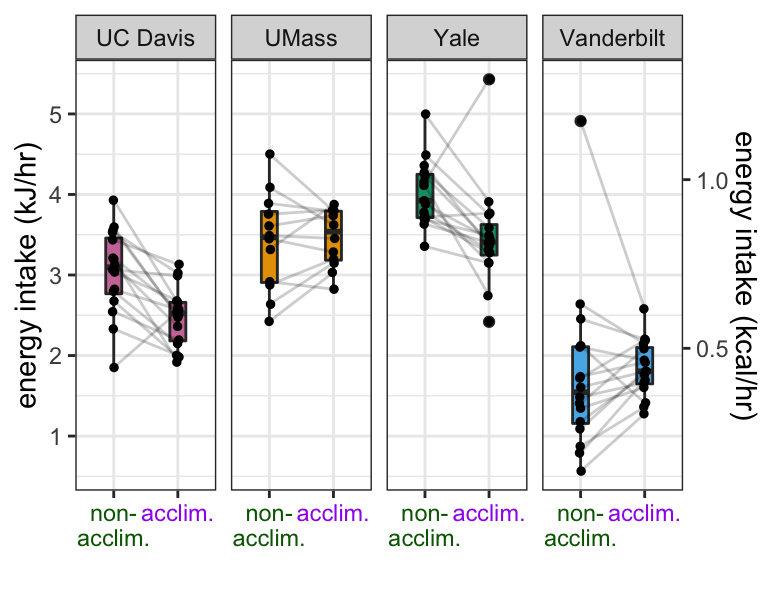 UC Davis UMass Yale Vanderbilt
energy intake (kJ/hr)
5
4
3
2
1
1.0
0.5
energy intake (kcal/hr)
non- acclim. non- acclim. non- acclim. non- acclim.
acclim. acclim. acclim. acclim.